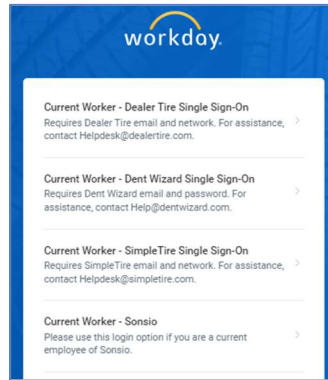 workday.
Current Worker - Dealer Tire Single Sign-On
Requires Dealer Tire email and network. For assistance,
contact Helpdesk@dealertire.com.
Current Worker - Dent Wizard Single Sign-On
Requires Dent Wizard email and password. For
assistance, contact Help@dentwizard.com.
Current Worker - SimpleTire Single Sign-On
Requires SimpleTire email and network. For assistance,
contact Helpdesk@simpletire.com.
Current Worker - Sonsio
Please use this login option if you are a current
employee of Sonsio.